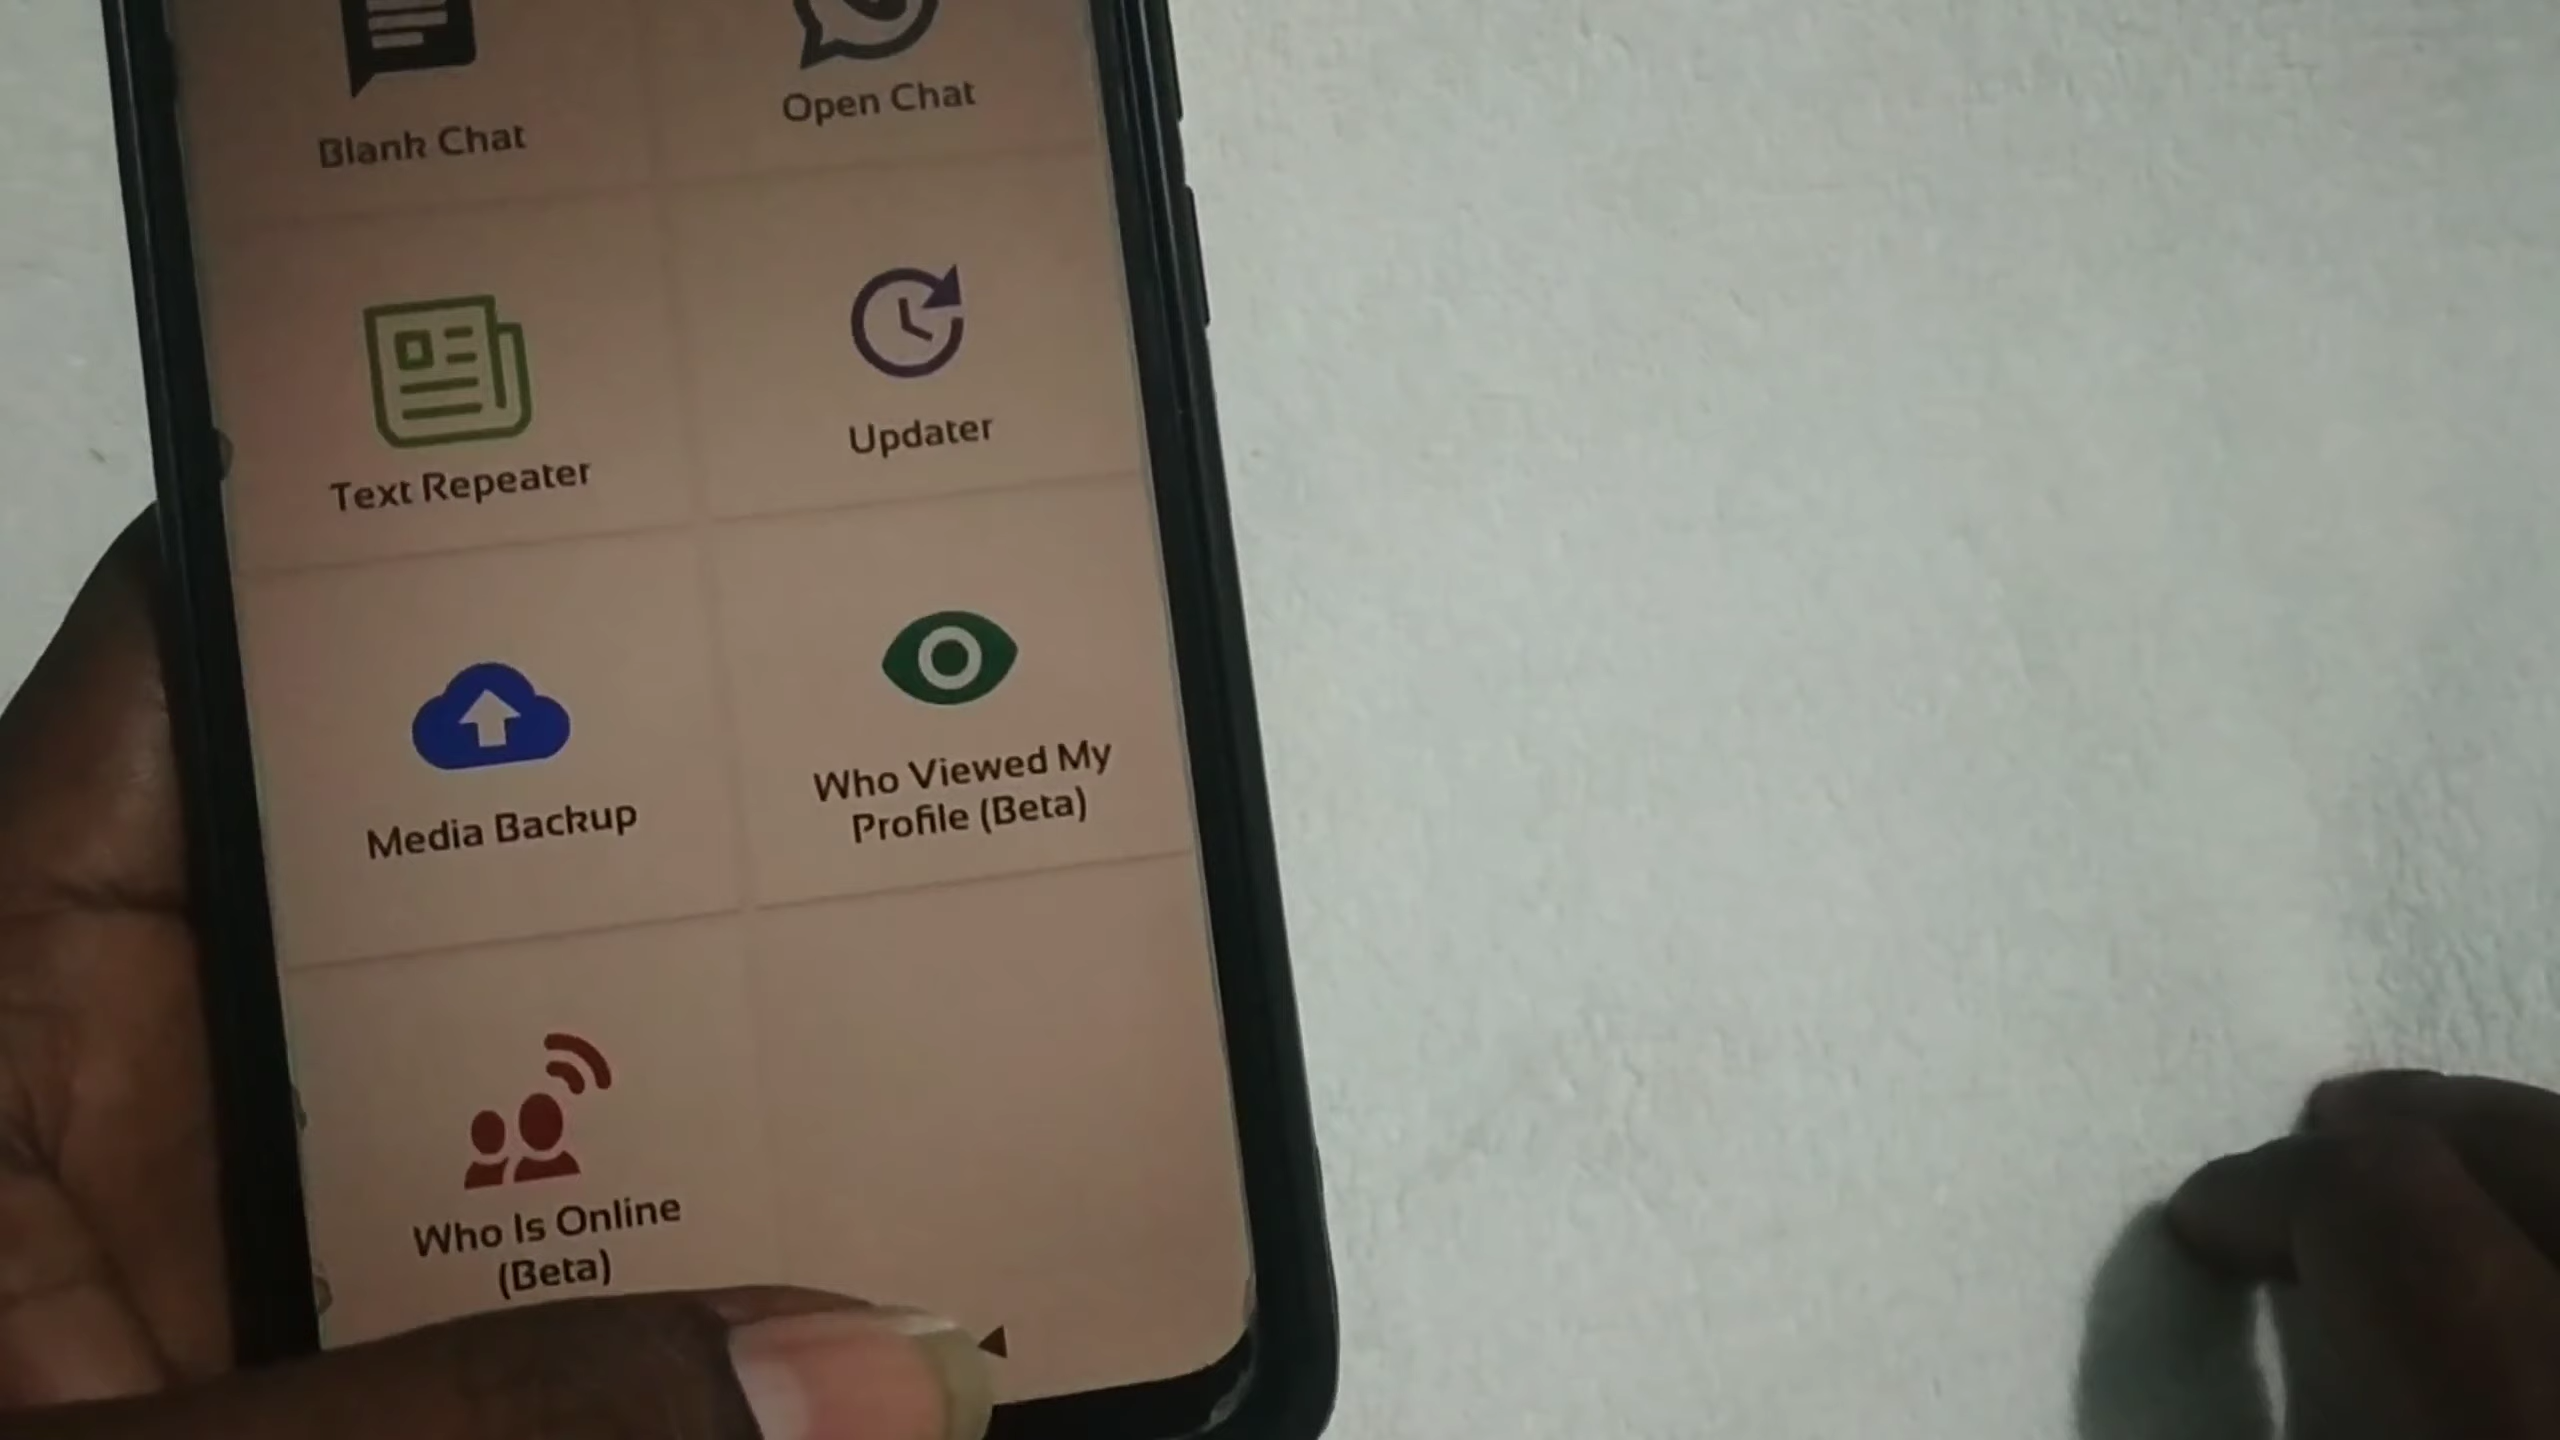 Blank Chat
Open Chat
Text Repeater
Updater
Media Backup
Who Viewed My
Profile (Beta)
Who Is Online
(Beta)